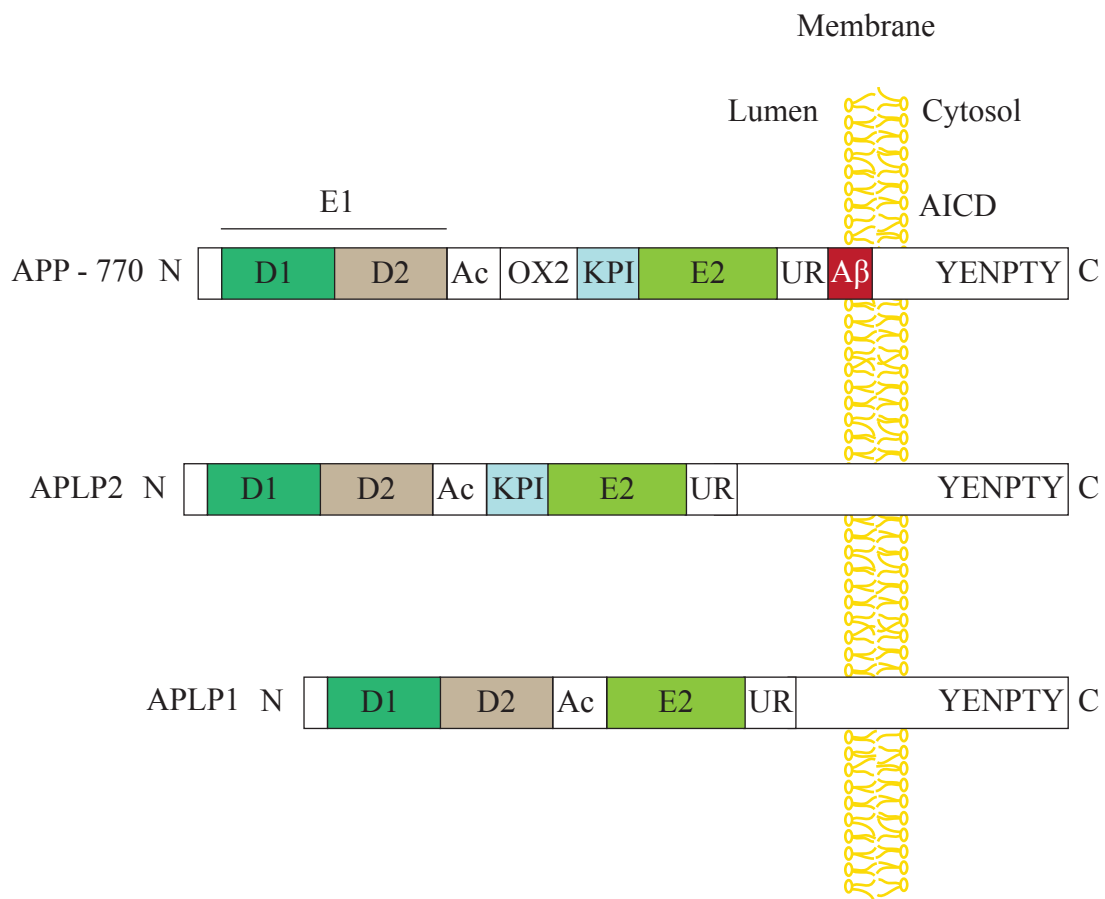 Membrane
Lumen Cytosol
E1 AICD
APP - 770 N D1 D2 Ac OX2 KPI E2 UR Aβ YENPTY C
APLP2 N D1 D2 Ac KPI E2 UR YENPTY C
APLP1 N D1 D2 Ac E2 UR YENPTY C